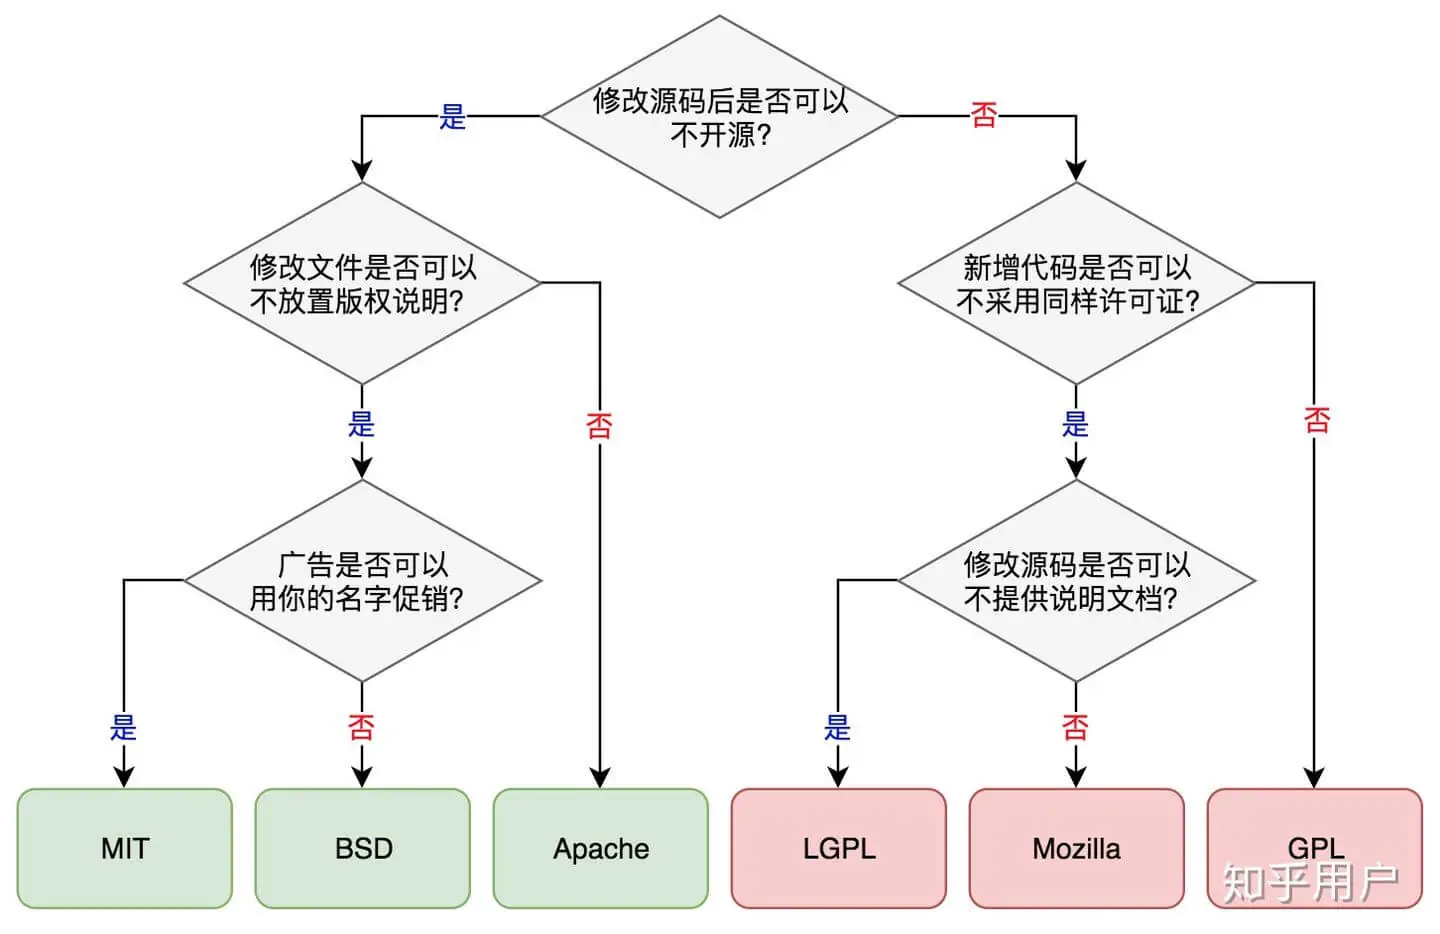 修改源码后是否可以
不开源?
是
否
修改文件是否可以
不放置版权说明?
新增代码是否可以
不采用同样许可证?
是
否
是
否
广告是否可以
用你的名字促销?
修改源码是否可以
不提供说明文档?
是
否
是
否
MIT
BSD
Apache
LGPL
Mozilla
GPL
知乎用户